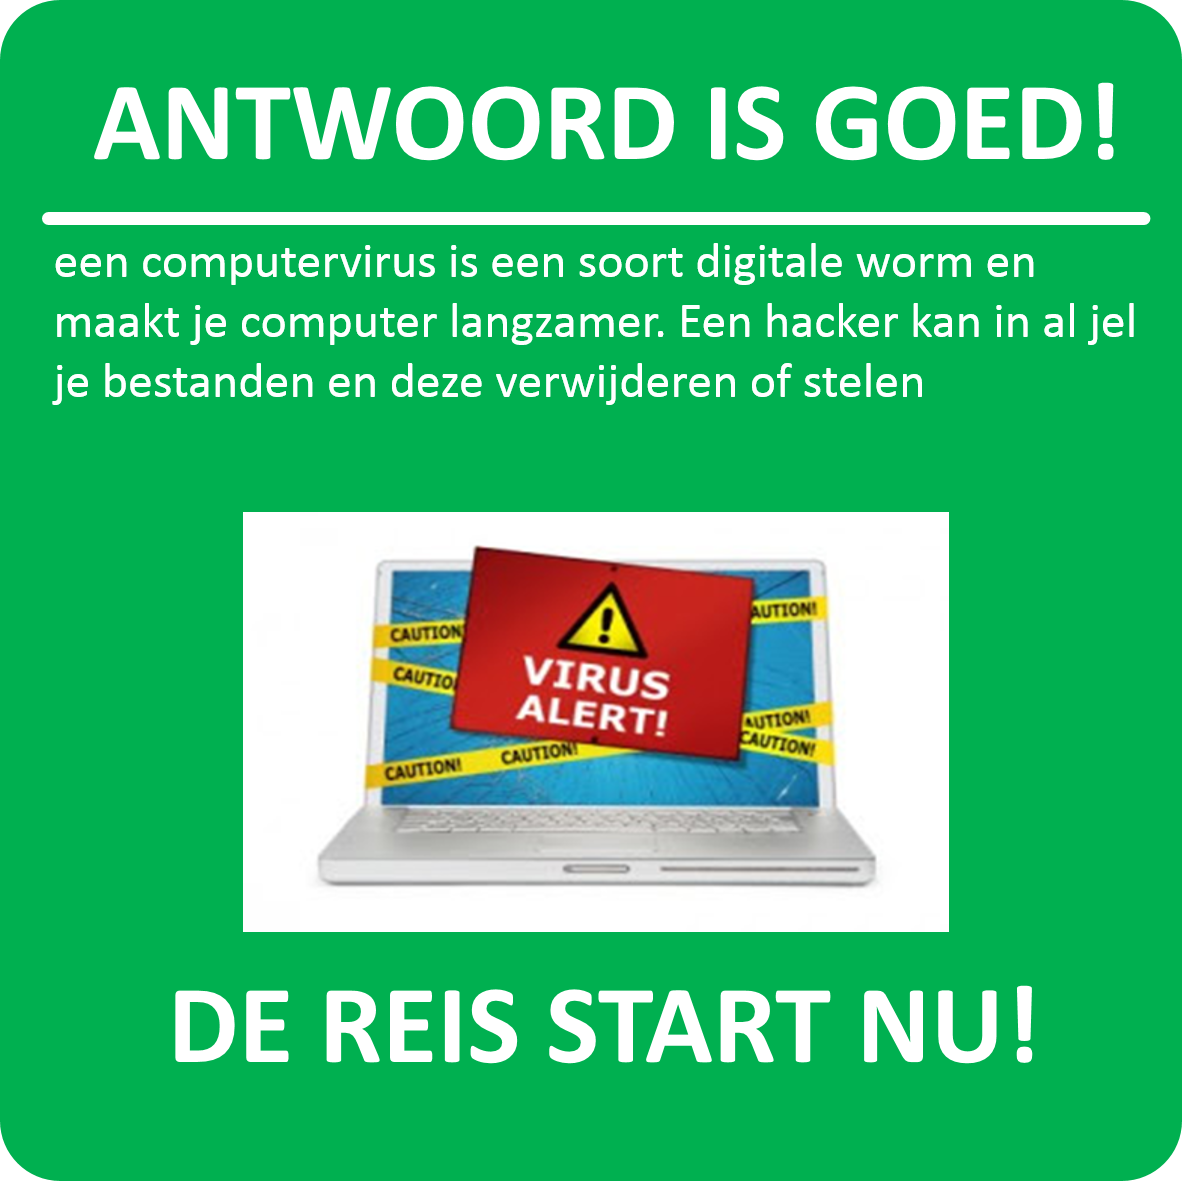 ANTWOORD IS GOED!
een computervirus is een soort digitale worm en
maakt je computer langzamer. Een hacker kan in al jel
je bestanden en deze verwijderen of stelen
CAUTION!
AUTION!
CAUTIO
VIRUS
ALERT!
AUTION!
CAUTION!
CAUTION!
CAUTION!
DE REIS START NU!